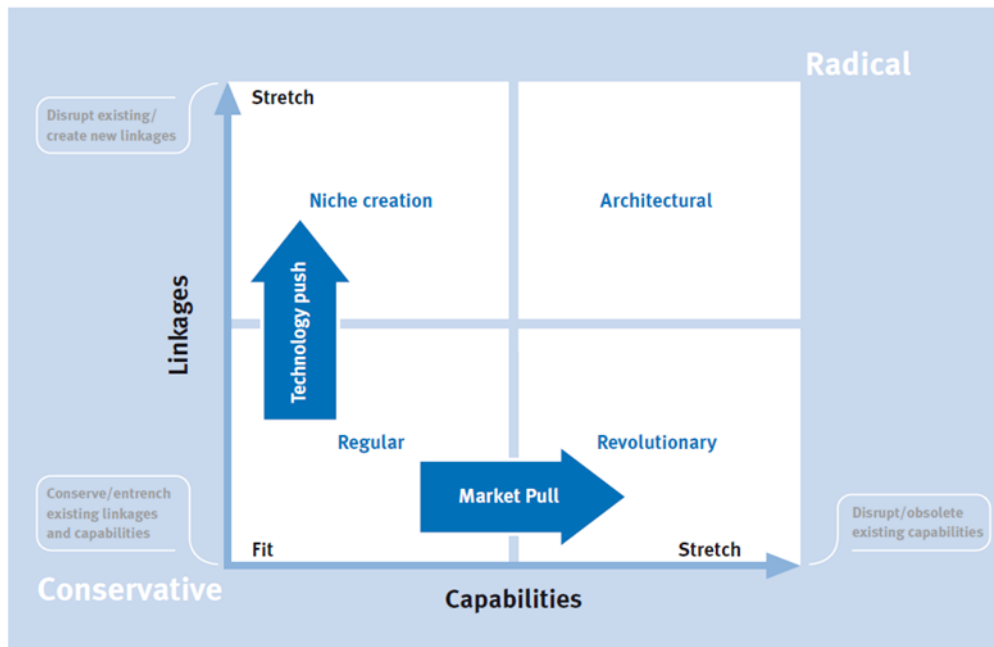 Radical
Stretch
Disrupt existing/
create new linkages
Niche creation
Architectural
Technology push
Linkages
Regular
Revolutionary
Market Pull
Conserve/entrench
existing linkages
and capabilities
Disrupt/obsolete
existing capabilities
Fit
Stretch
Conservative
Capabilities